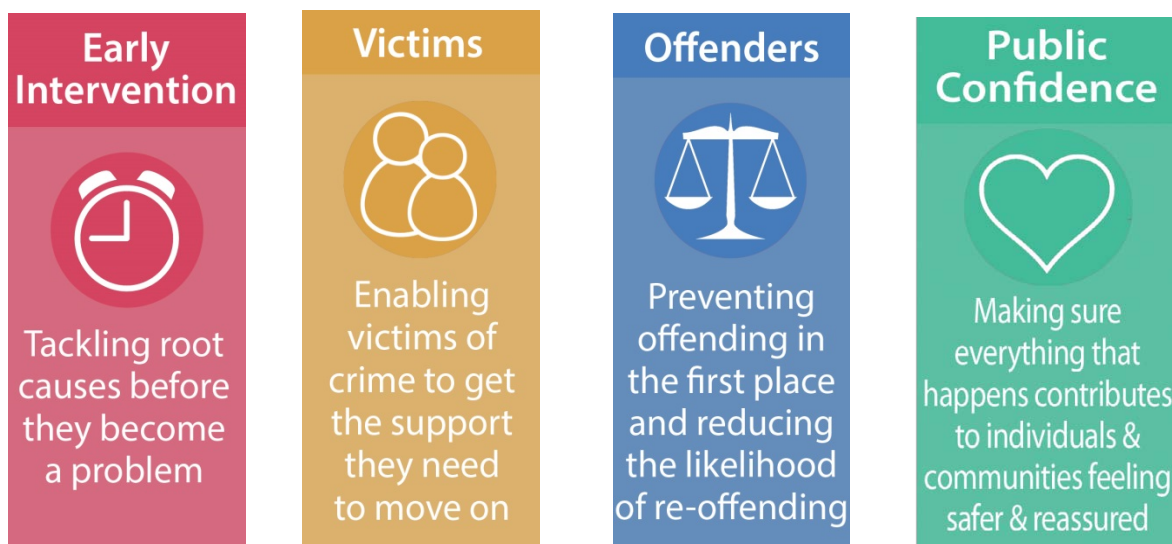 Early
Intervention
Tackling root
causes before
they become
a problem
Victims
Enabling
victims of
crime to get
the support
they need
to move on
Offenders
Preventing
offending in
the first place
and reducing
the likelihood
of re-offending
Public
Confidence
Making sure
everything that
happens contributes
to individuals &
communities feeling
safer & reassured